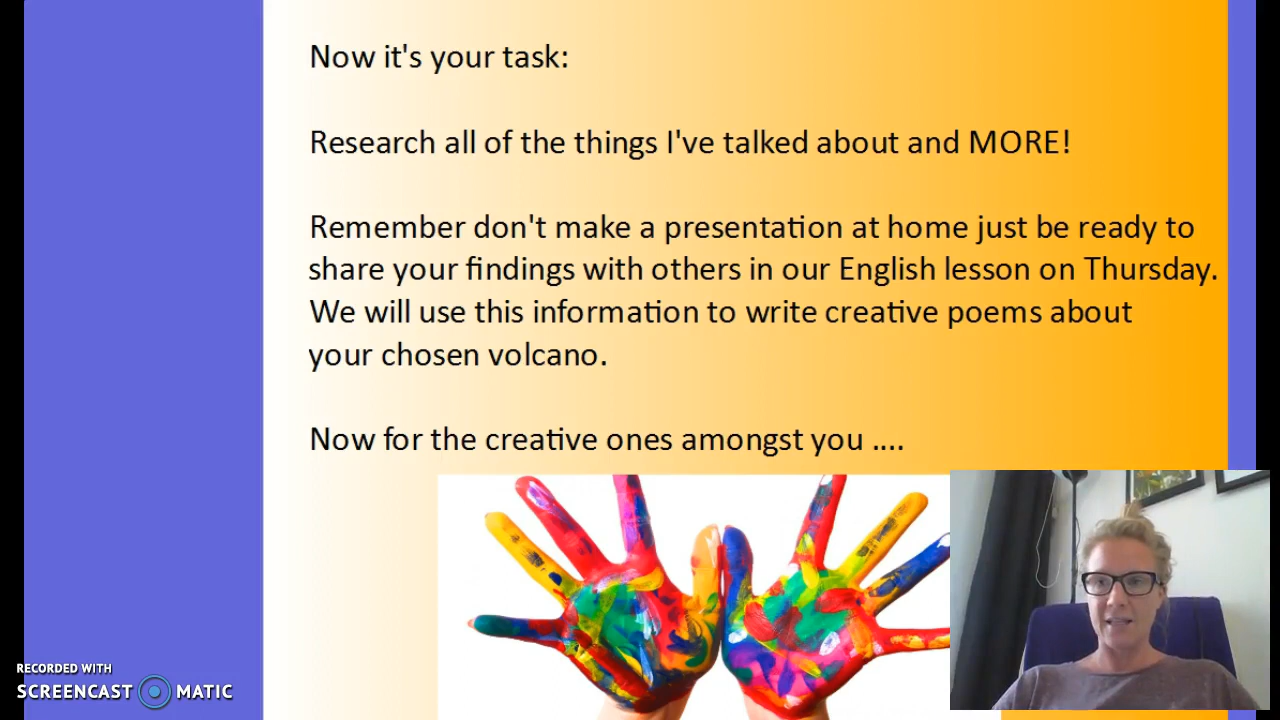 Now it's your task:
Research all of the things I've talked about and MORE!
Remember don't make a presentation at home just be ready to
share your findings with others in our English lesson on Thursday.
We will use this information to write creative poems about
your chosen volcano.
Now for the creative ones amongst you ....
RECORDED WITH
SCREENCAST MATIC